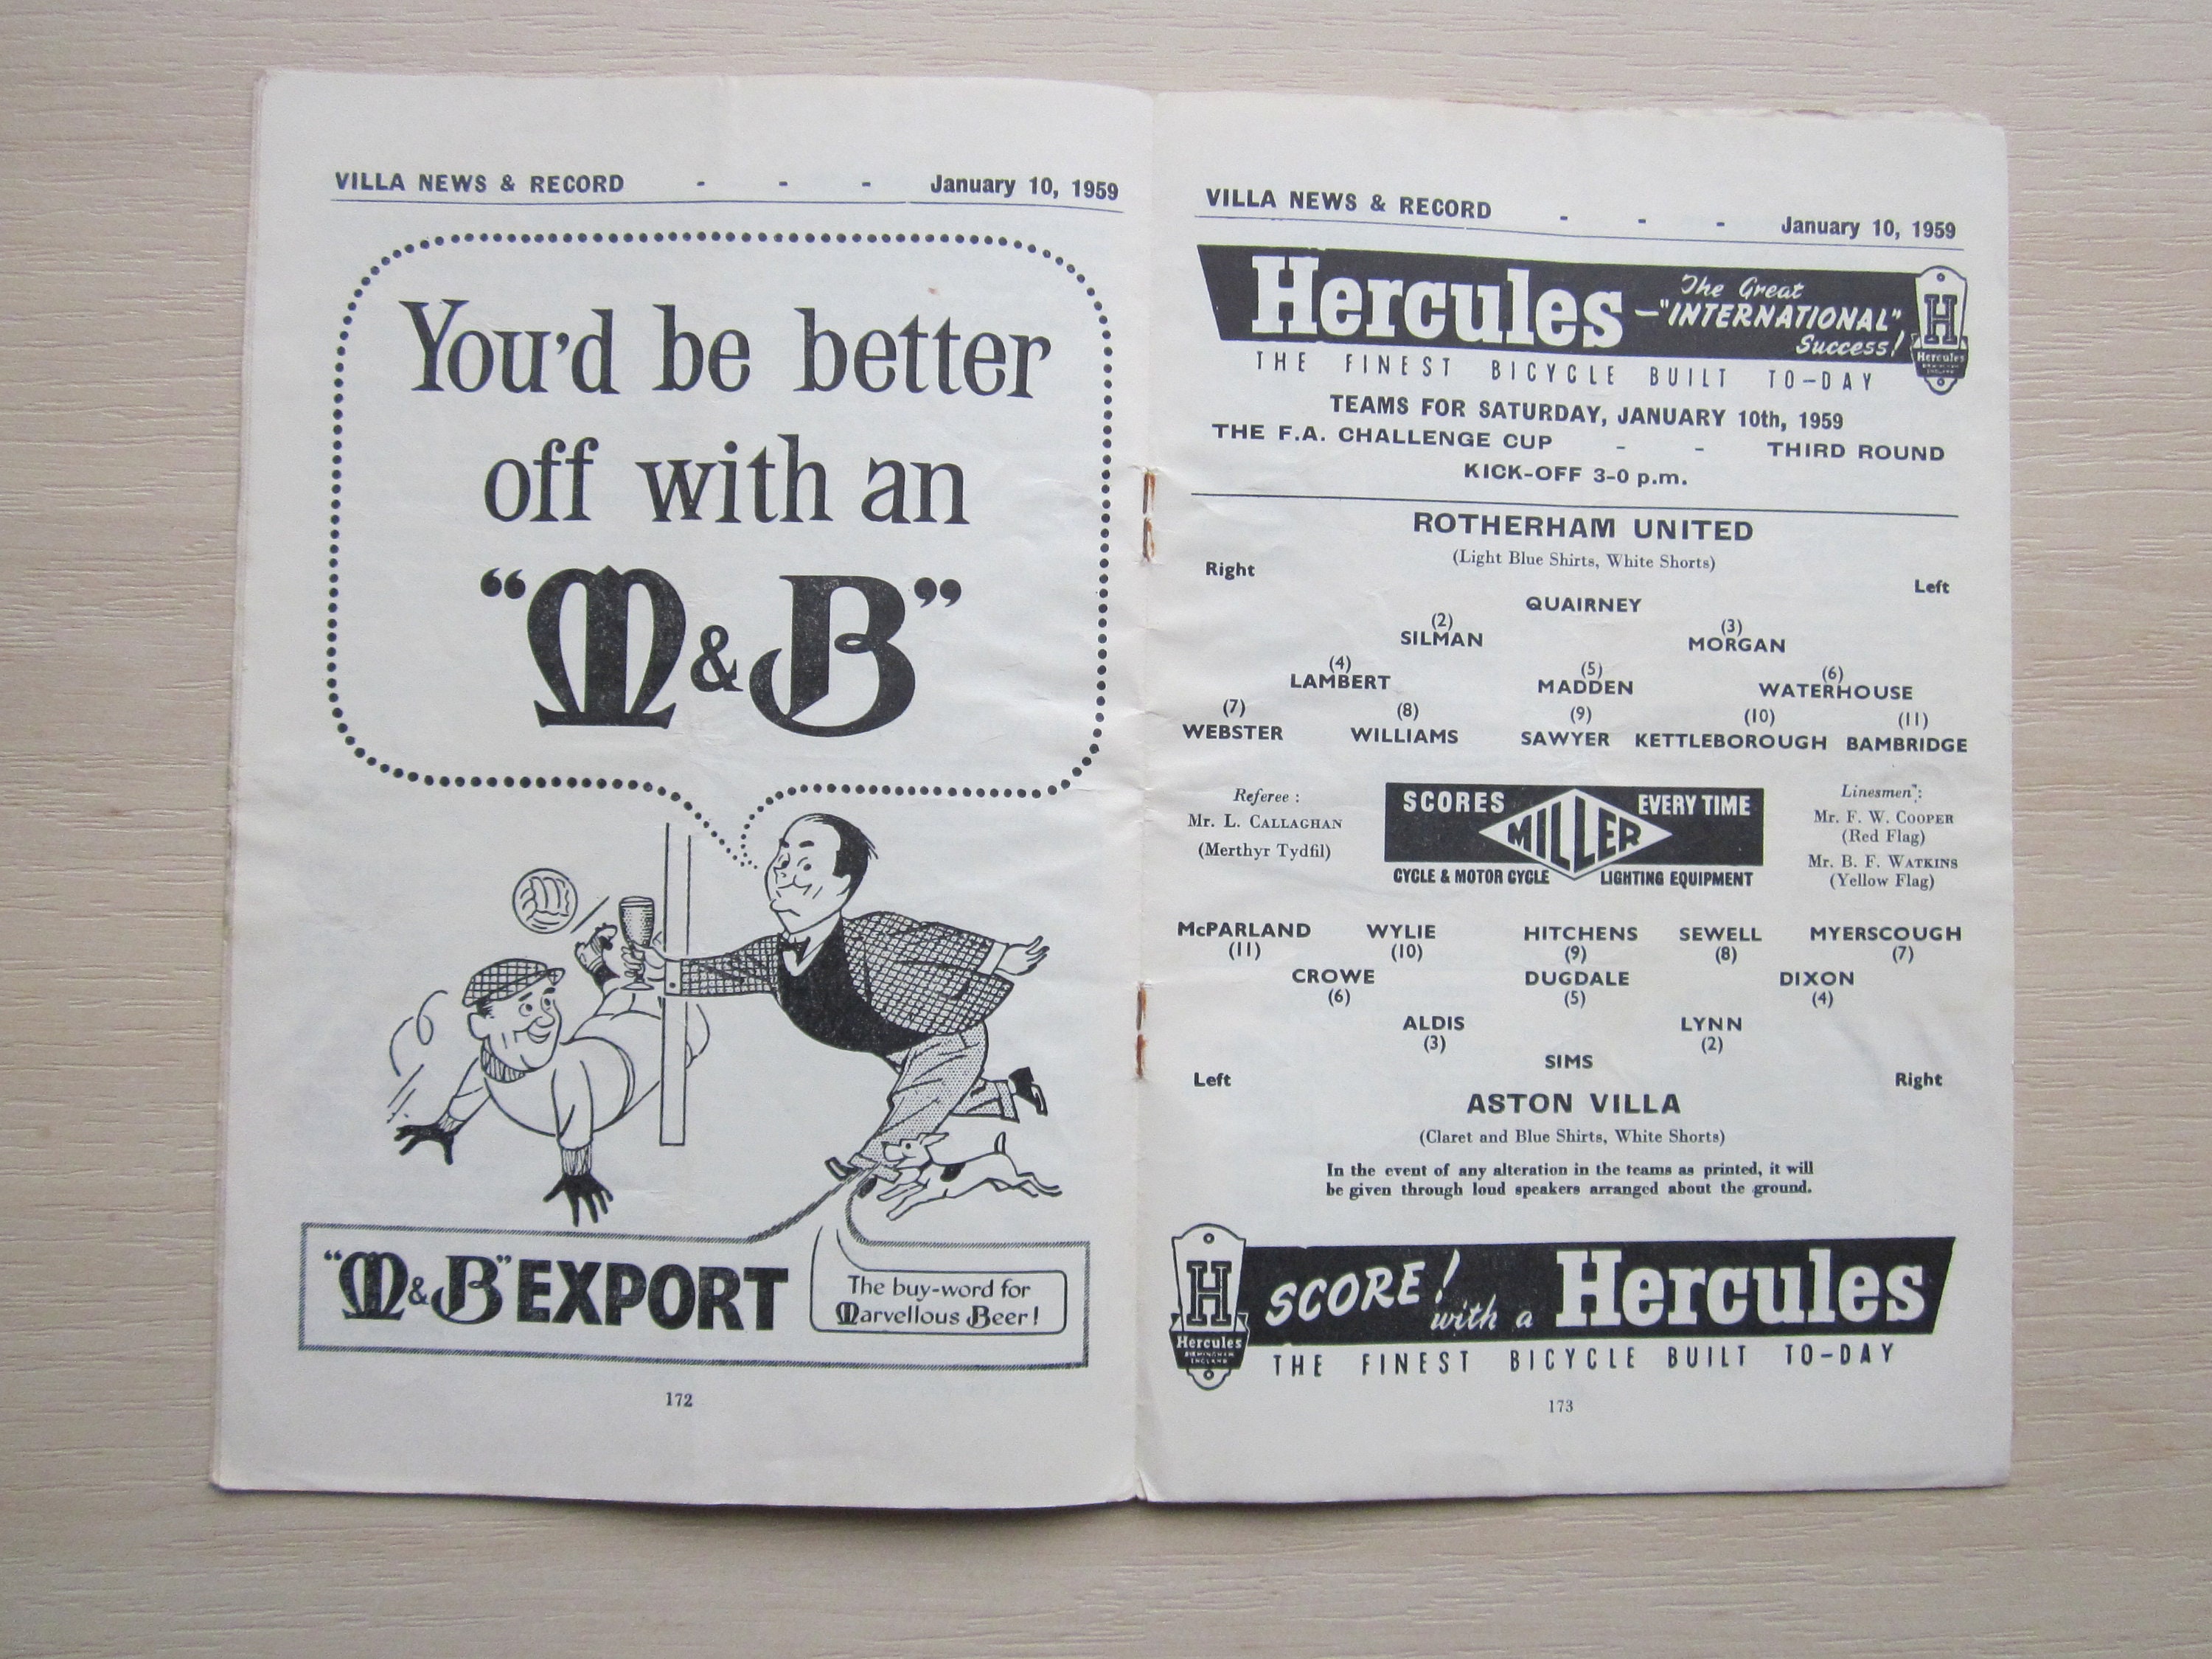 VILLA NEWS & RECORD - - - January 10, 1959
You'd be better
off with an
"M & B"
"M & B" EXPORT
The buy-word for
Marvellous Beer!
172
VILLA NEWS & RECORD - - - January 10, 1959
Hercules
The Great
—"INTERNATIONAL"
Success!
H
Hercules
THE FINEST BICYCLE BUILT TO-DAY
TEAMS FOR SATURDAY, JANUARY 10th, 1959
THE F.A. CHALLENGE CUP - - THIRD ROUND
KICK-OFF 3-0 p.m.
ROTHERHAM UNITED
(Light Blue Shirts, White Shorts)
Right Left
QUAIRNEY
(2) (3)
SILMAN MORGAN
(4) (5) (6)
LAMBERT MADDEN WATERHOUSE
(7) (8) (9) (10) (11)
WEBSTER WILLIAMS SAWYER KETTLEBOROUGH BAMBRIDGE
Referee :
Mr. L. CALLAGHAN
(Merthyr Tydfil)
SCORES EVERY TIME
MILLER
CYCLE & MOTOR CYCLE LIGHTING EQUIPMENT
Linesmen :
Mr. F. W. COOPER
(Red Flag)
Mr. B. F. WATKINS
(Yellow Flag)
McPARLAND WYLIE HITCHENS SEWELL MYERSCOUGH
(11) (10) (9) (8) (7)
CROWE DUGDALE DIXON
(6) (5) (4)
ALDIS LYNN
(3) (2)
SIMS
Left Right
ASTON VILLA
(Claret and Blue Shirts, White Shorts)
In the event of any alteration in the teams as printed, it will
be given through loud speakers arranged about the ground.
H
Hercules
BIRMINGHAM
ENGLAND
SCORE! with a Hercules
THE FINEST BICYCLE BUILT TO-DAY
173